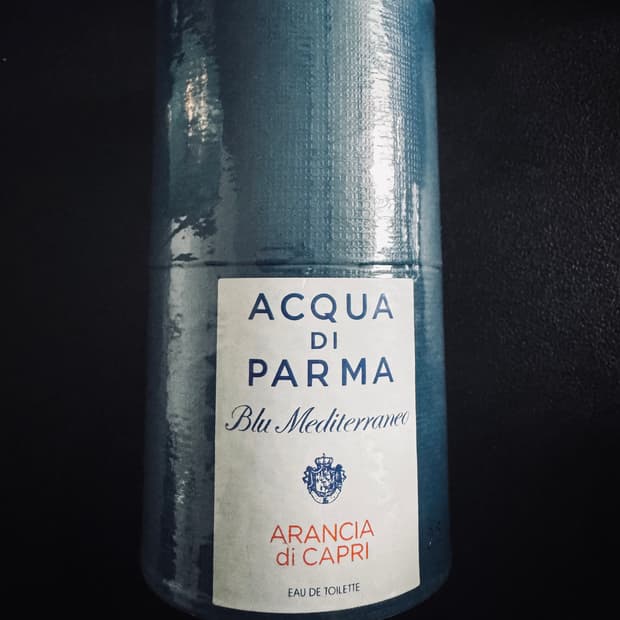 ACQUA
DI
PARMA
Blu Mediterraneo
ARANCIA
di CAPRI
EAU DE TOILETTE